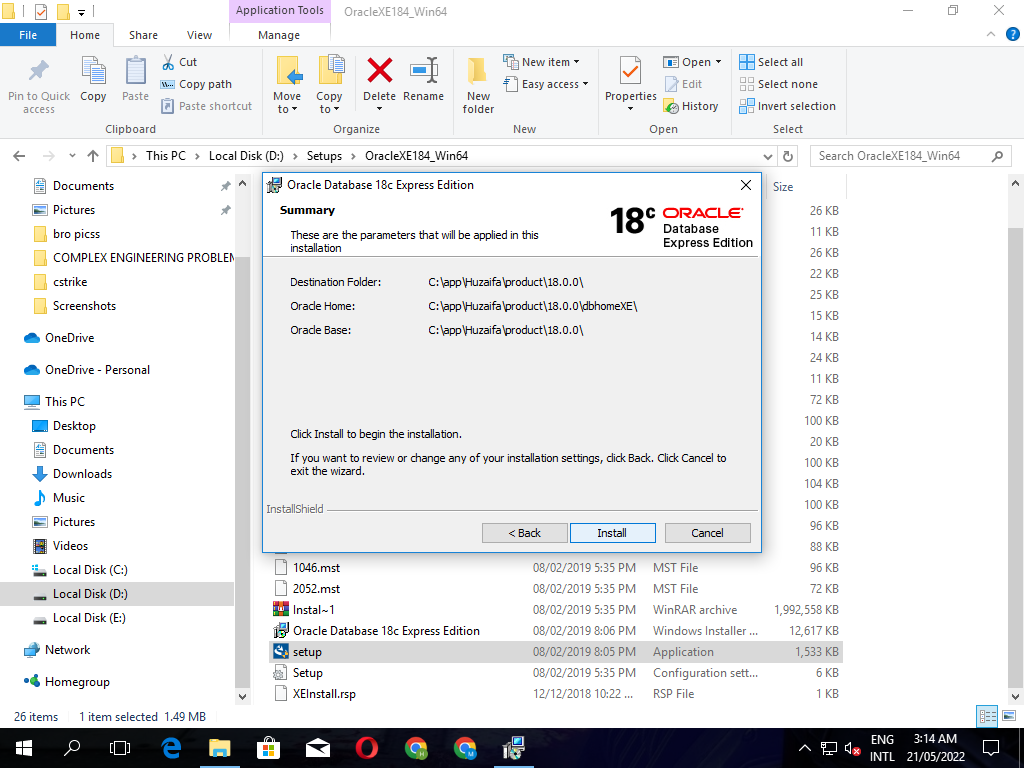 Application Tools
OracleXE184_Win64
File
Home
Share
View
Manage
Pin to Quick access
Copy
Paste
Cut
Copy path
Paste shortcut
Clipboard
Move to
Copy to
Delete
Rename
Organize
New folder
New item
Easy access
New
Properties
Open
Edit
History
Open
Select all
Select none
Invert selection
Select
This PC > Local Disk (D:) > Setups > OracleXE184_Win64
Search OracleXE184_Win64
Documents
Pictures
bro picss
COMPLEX ENGINEERING PROBLEM
cstrike
Screenshots
OneDrive
OneDrive - Personal
This PC
Desktop
Documents
Downloads
Music
Pictures
Videos
Local Disk (C:)
Local Disk (D:)
Local Disk (E:)
Network
Homegroup
Oracle Database 18c Express Edition
Summary
These are the parameters that will be applied in this
installation
18c ORACLE
Database
Express Edition
Destination Folder: C:\app\Huzaifa\product\18.0.0\
Oracle Home: C:\app\Huzaifa\product\18.0.0\dbhomeXE\
Oracle Base: C:\app\Huzaifa\product\18.0.0\
Click Install to begin the installation.
If you want to review or change any of your installation settings, click Back. Click Cancel to
exit the wizard.
InstallShield
< Back
Install
Cancel
Size
26 KB
11 KB
26 KB
22 KB
25 KB
15 KB
14 KB
24 KB
11 KB
72 KB
100 KB
20 KB
100 KB
104 KB
100 KB
96 KB
88 KB
1046.mst 08/02/2019 5:35 PM MST File 96 KB
2052.mst 08/02/2019 5:35 PM MST File 72 KB
Instal~1 08/02/2019 5:35 PM WinRAR archive 1,992,558 KB
Oracle Database 18c Express Edition 08/02/2019 8:06 PM Windows Installer ... 12,617 KB
setup 08/02/2019 8:05 PM Application 1,533 KB
Setup 08/02/2019 5:35 PM Configuration sett... 6 KB
XEInstall.rsp 12/12/2018 10:22 ... RSP File 1 KB
26 items 1 item selected 1.49 MB
ENG
INTL
3:14 AM
21/05/2022